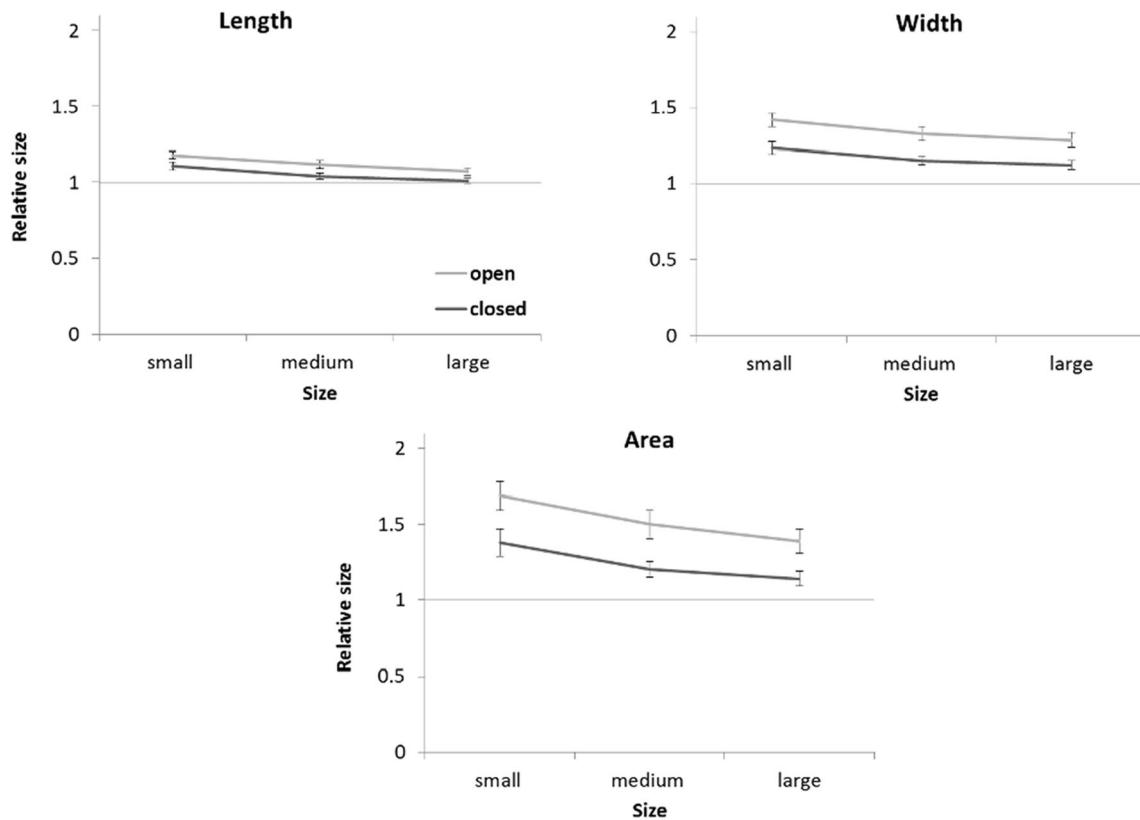 Length
2
1.5
1
0.5
0
Relative size
open
closed
small medium large
Size
Width
2
1.5
1
0.5
0
small medium large
Size
Area
2
1.5
1
0.5
0
Relative size
small medium large
Size